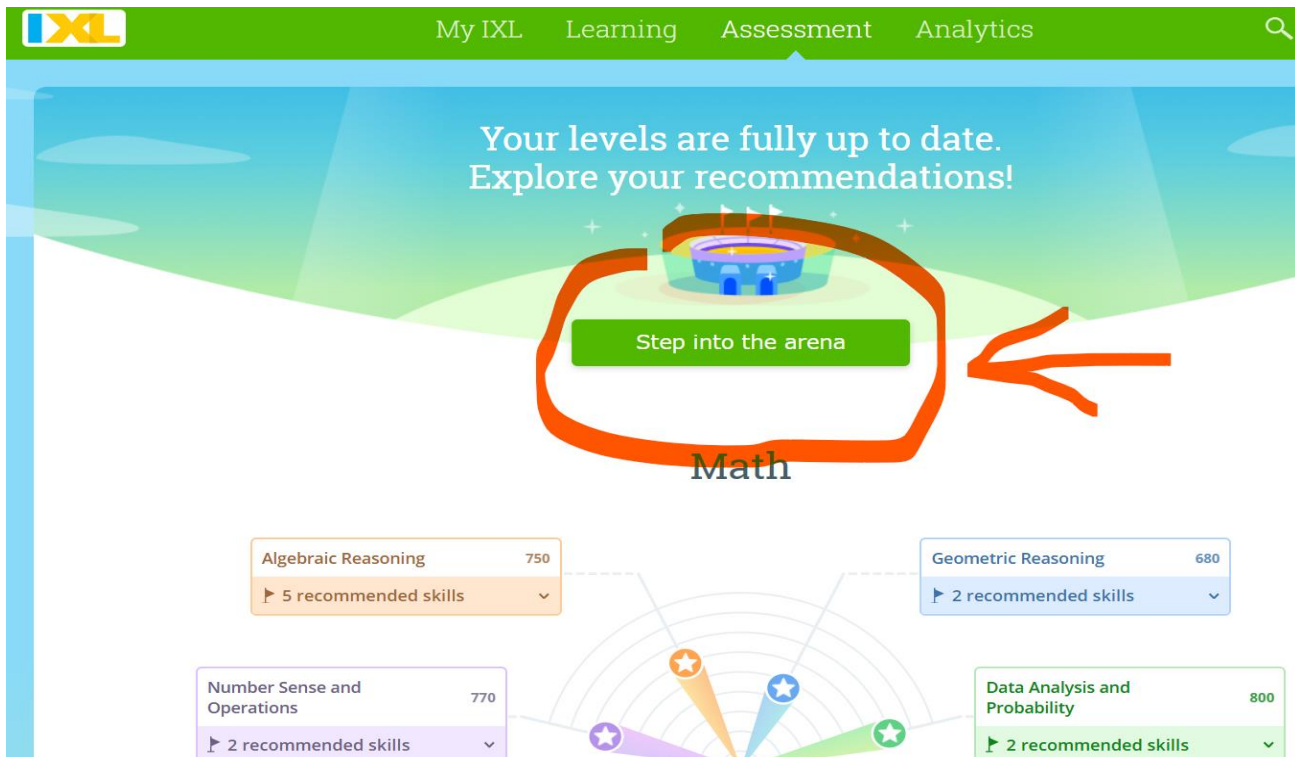 IXL
My IXL Learning Assessment Analytics
Your levels are fully up to date.
Explore your recommendations!
Step into the arena
Math
Algebraic Reasoning 750
5 recommended skills
Geometric Reasoning 680
2 recommended skills
Number Sense and
Operations 770
2 recommended skills
Data Analysis and
Probability 800
2 recommended skills